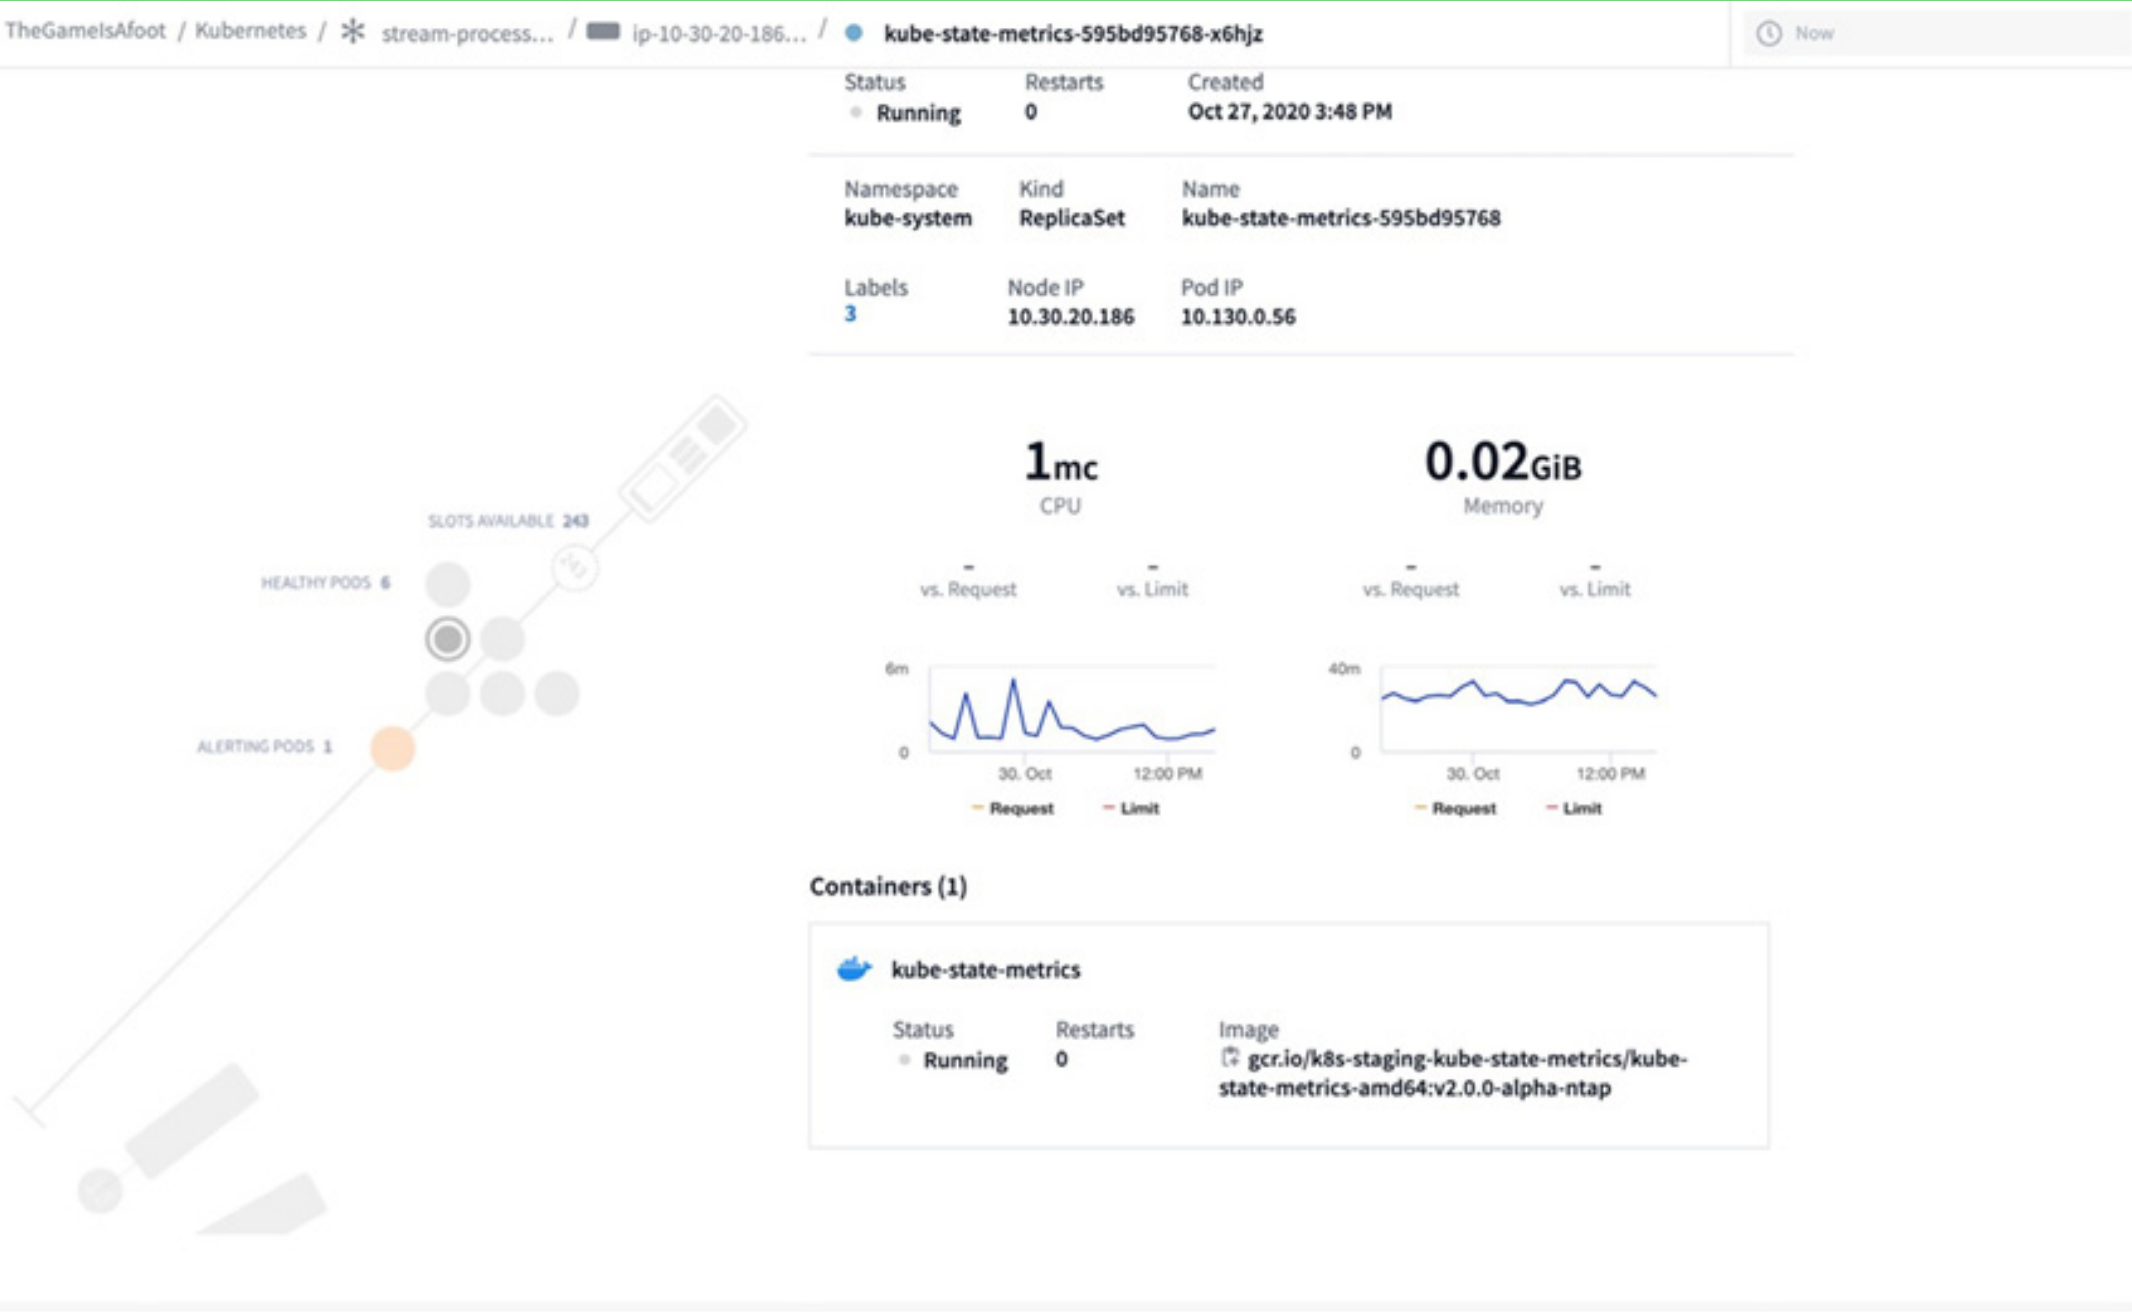 TheGameIsAfoot / Kubernetes / stream-process... / ip-10-30-20-186... / kube-state-metrics-595bd95768-x6hjz
Now
Status Restarts Created
Running 0 Oct 27, 2020 3:48 PM
Namespace Kind Name
kube-system ReplicaSet kube-state-metrics-595bd95768
Labels Node IP Pod IP
3 10.30.20.186 10.130.0.56
SLOTS AVAILABLE 243
243
HEALTHY PODS 6
ALERTING PODS 1
1mc
CPU
- -
vs. Request vs. Limit
6m
0
30. Oct 12:00 PM
Request Limit
0.02GiB
Memory
- -
vs. Request vs. Limit
40m
0
30. Oct 12:00 PM
Request Limit
Containers (1)
kube-state-metrics
Status Restarts Image
Running 0 gcr.io/k8s-staging-kube-state-metrics/kube-
state-metrics-amd64:v2.0.0-alpha-ntap